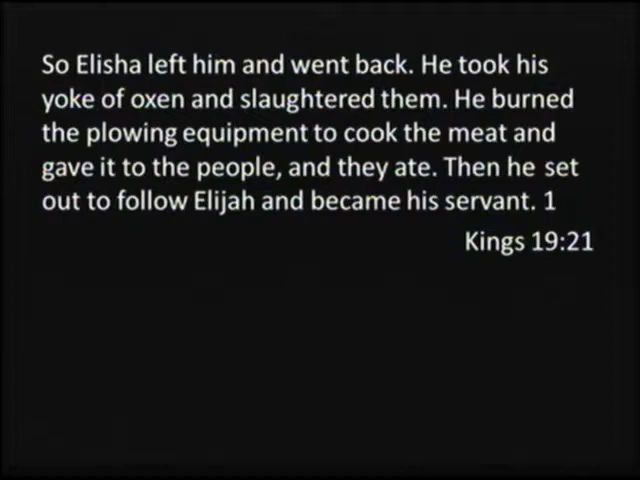 So Elisha left him and went back. He took his
yoke of oxen and slaughtered them. He burned
the plowing equipment to cook the meat and
gave it to the people, and they ate. Then he set
out to follow Elijah and became his servant. 1
Kings 19:21